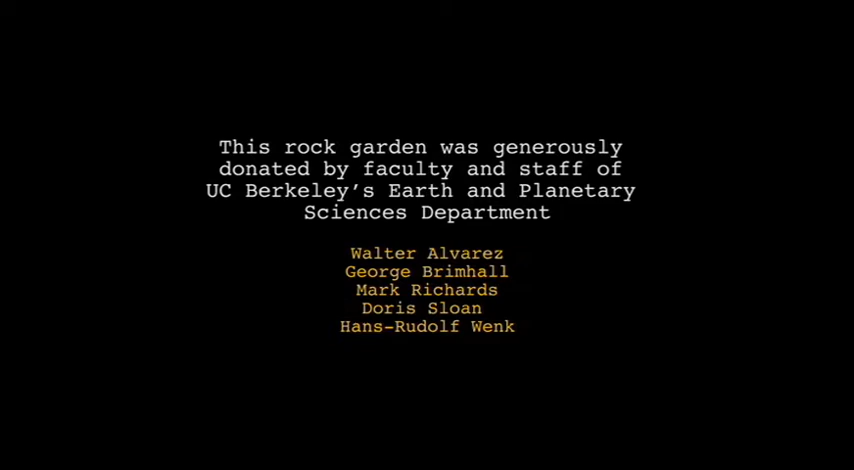 This rock garden was generously
donated by faculty and staff of
UC Berkeley's Earth and Planetary
Sciences Department
Walter Alvarez
George Brimhall
Mark Richards
Doris Sloan
Hans-Rudolf Wenk